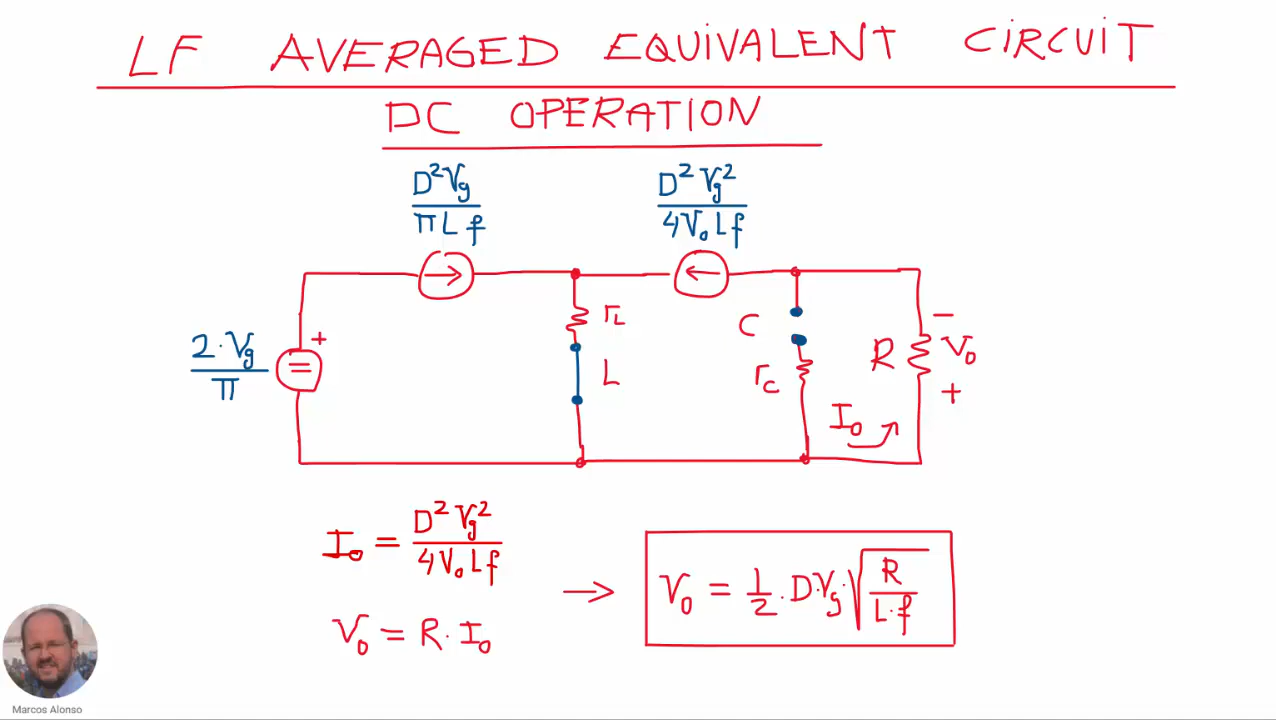 LF AVERAGED EQUIVALENT CIRCUIT
DC OPERATION
D²Vg / πLf
D²Vg² / 4VoLf
2·Vg / π
+
=
rL
L
C
rC
R
−
Vo
+
Io
Io = D²Vg² / 4VoLf
Vo = R·Io
→ Vo = 1/2·D·Vg·√(R / L·f)
Marcos Alonso